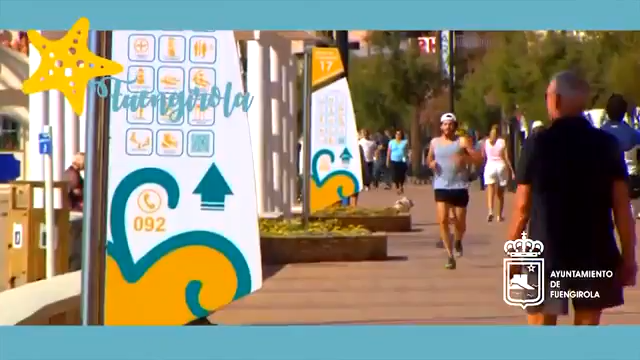 Fuengirola
17
092
AYUNTAMIENTO
DE
FUENGIROLA